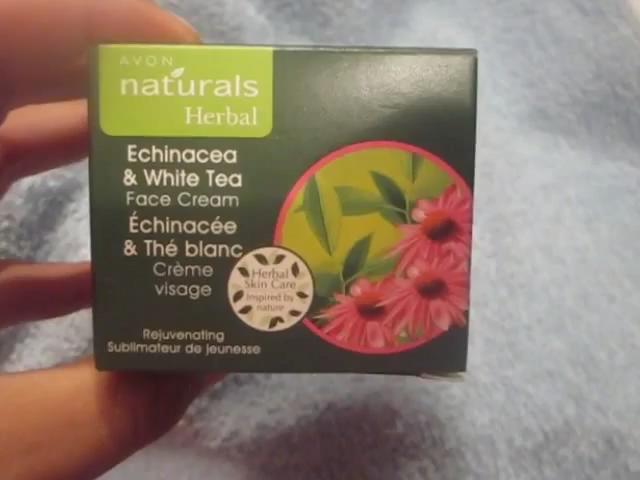 AVON
naturals
Herbal
Echinacea
& White Tea
Face Cream
Échinacée
& Thé blanc
Crème
visage
Herbal
Skin Care
Inspired by
nature
Rejuvenating
Sublimateur de jeunesse